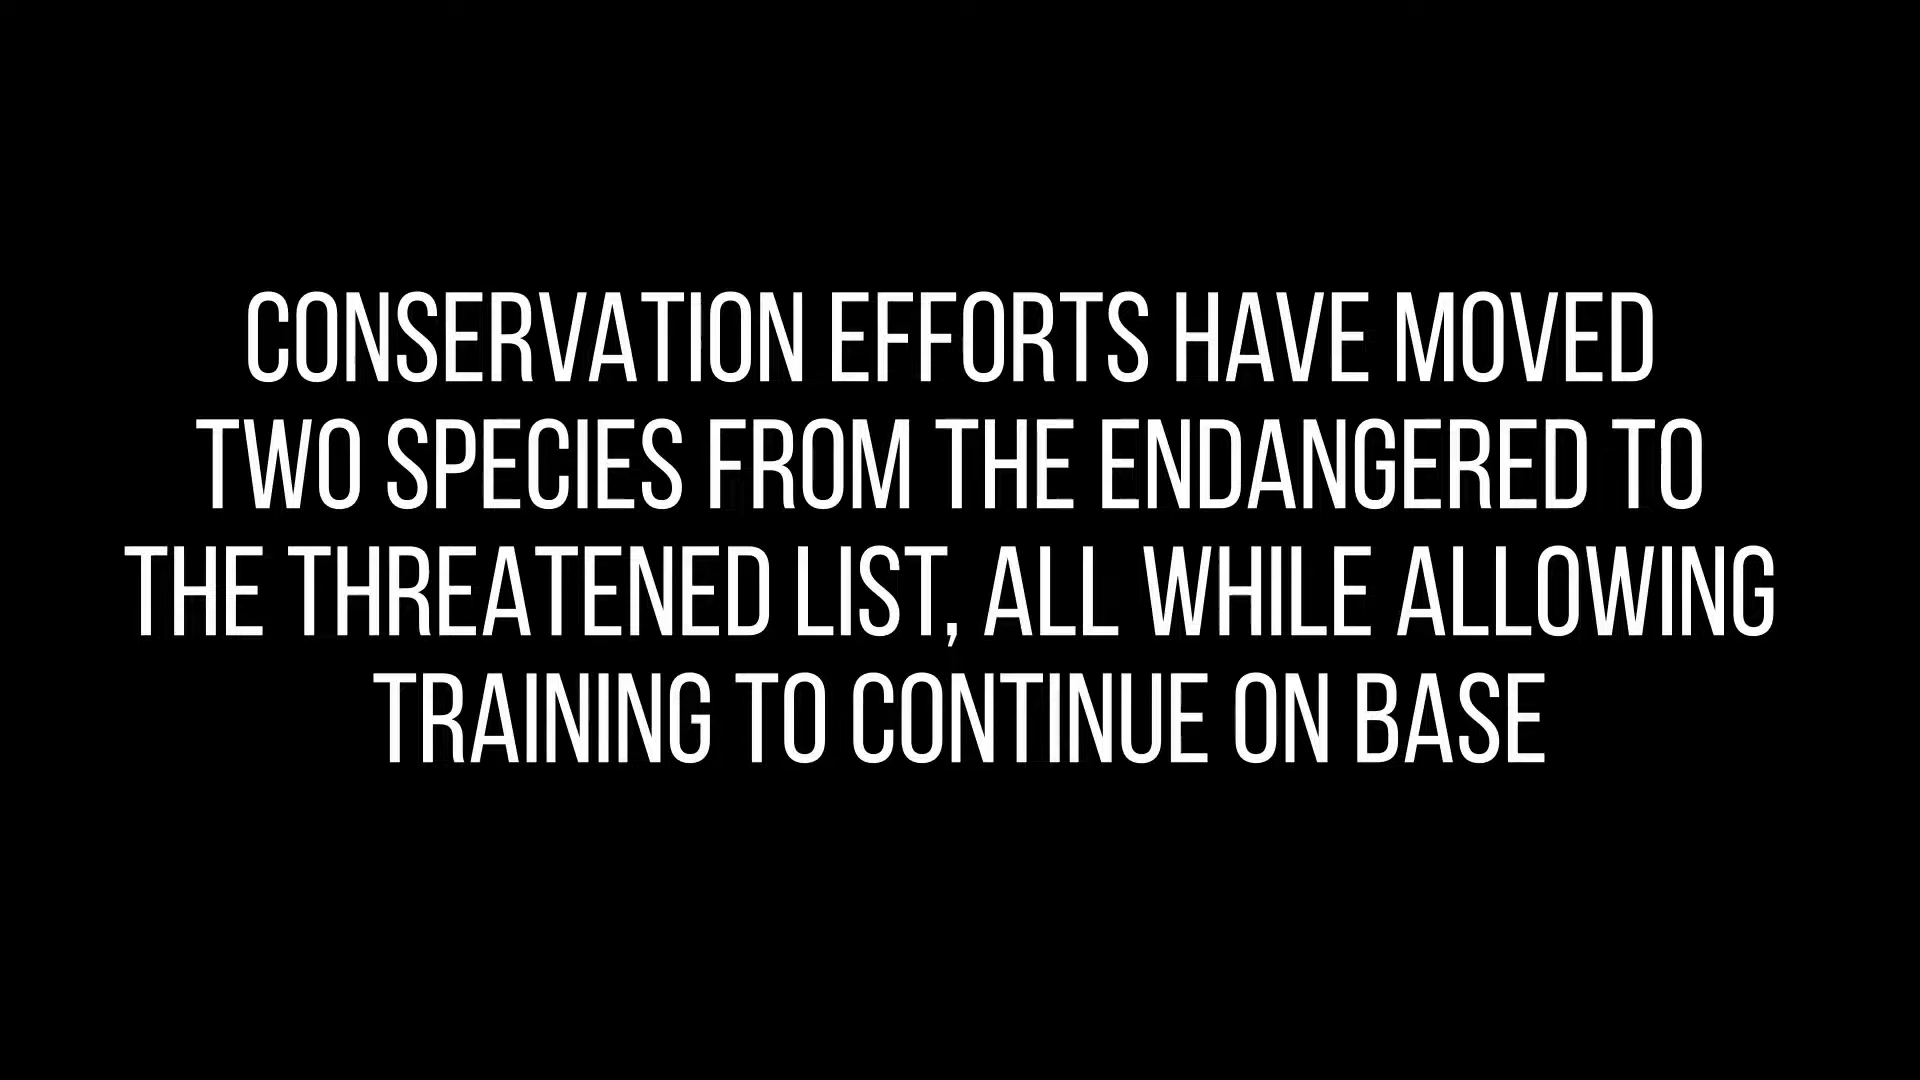 CONSERVATION EFFORTS HAVE MOVED
TWO SPECIES FROM THE ENDANGERED TO
THE THREATENED LIST, ALL WHILE ALLOWING
TRAINING TO CONTINUE ON BASE